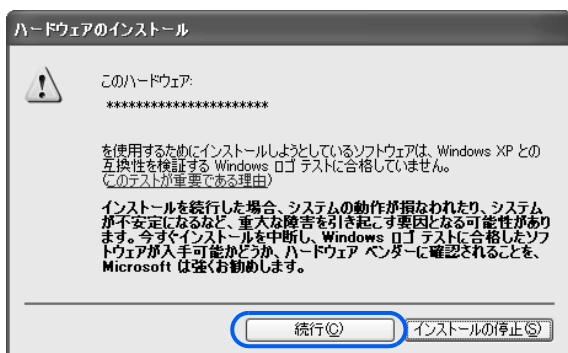 ハードウェアのインストール
このハードウェア:
**********************
を使用するためにインストールしようとしているソフトウェアは、Windows XP との
互換性を検証する Windows ロゴ テストに合格していません。
(このテストが重要である理由)
インストールを続行した場合、システムの動作が損なわれたり、システム
が不安定になるなど、重大な障害を引き起こす要因となる可能性があり
ます。今すぐインストールを中断し、Windows ロゴ テストに合格したソフ
トウェアが入手可能かどうか、ハードウェア ベンダーに確認されることを、
Microsoft は強くお勧めします。
続行(C) インストールの停止(S)